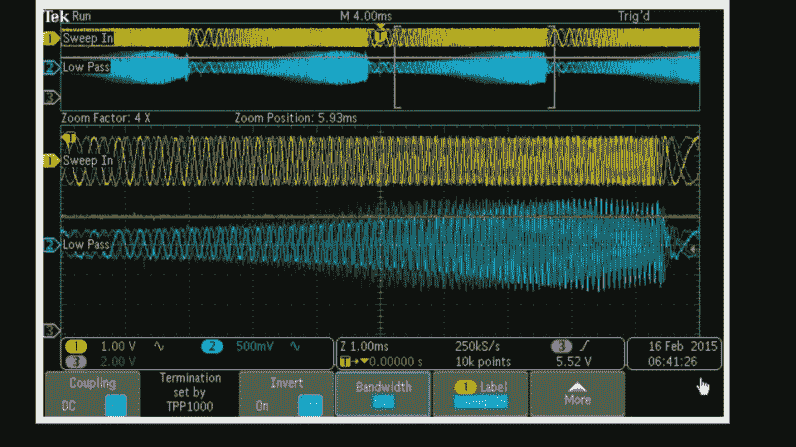 Tek Run M 4.00ms Trig'd
1 Sweep In
T
2 Low Pass
3
Zoom Factor: 4 X Zoom Position: 5.93ms
T
1 Sweep In
2 Low Pass
3
1 1.00 V 2 500mV Z 1.00ms 250kS/s 3 16 Feb 2015
3 2.00 V T 0.00000 s 10k points 5.52 V 06:41:26
Coupling Termination Invert Bandwidth 1 Label
set by More
DC TPP1000 On